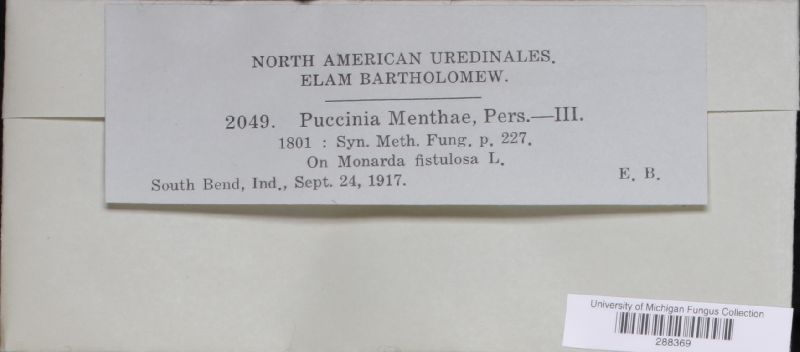 NORTH AMERICAN UREDINALES.
ELAM BARTHOLOMEW.
2049. Puccinia Menthae, Pers.—III.
1801 : Syn. Meth. Fung. p. 227.
On Monarda fistulosa L.
South Bend, Ind., Sept. 24, 1917. E. B.
University of Michigan Fungus Collection
288369